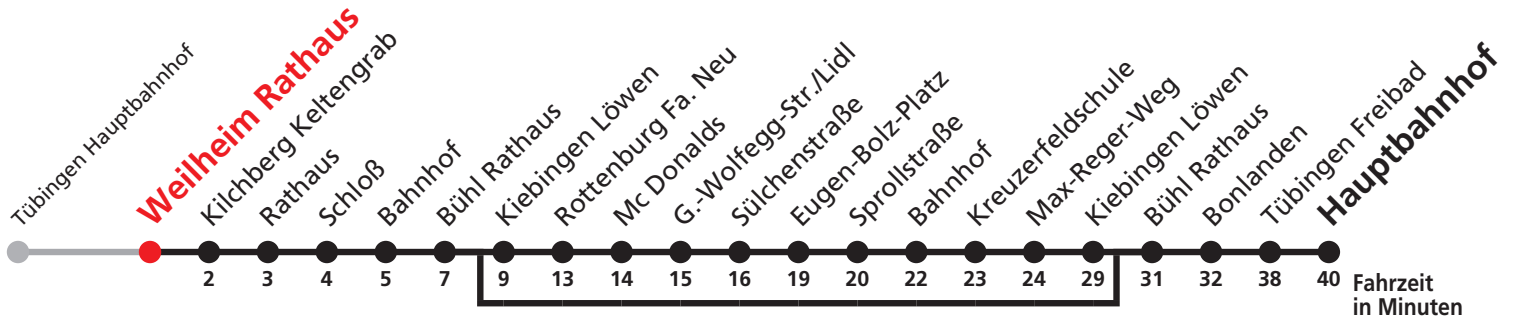 Tübingen Hauptbahnhof
Weilheim Rathaus
Kilchberg Keltengrab
Rathaus
Schloß
Bahnhof
Bühl Rathaus
Kiebingen Löwen
Rottenburg Fa. Neu
Mc Donalds
G.-Wolfegg-Str./Lidl
Sülchenstraße
Eugen-Bolz-Platz
Sprollstraße
Bahnhof
Kreuzerfeldschule
Max-Reger-Weg
Kiebingen Löwen
Bühl Rathaus
Bonlanden
Tübingen Freibad
Hauptbahnhof
2 3 4 5 7 9 13 14 15 16 19 20 22 23 24 29 31 32 38 40
Fahrzeit
in Minuten